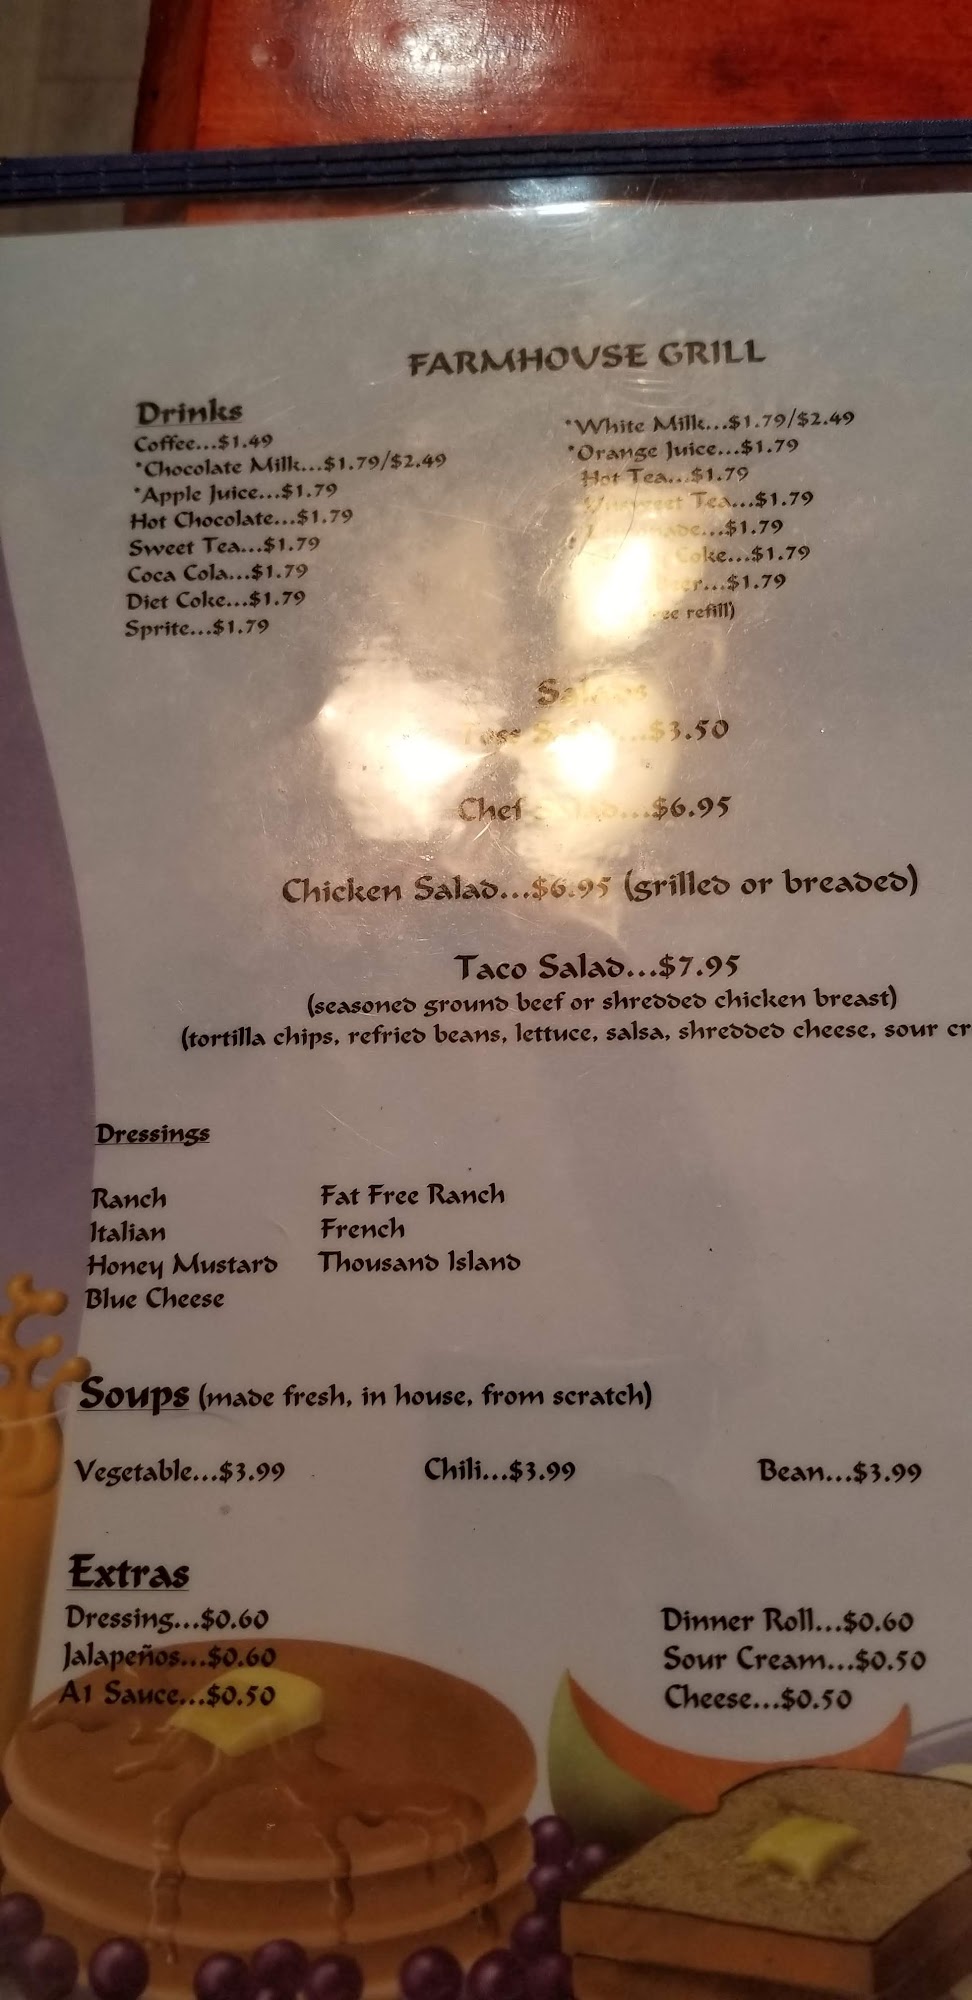 FARMHOUSE GRILL
Drinks
Coffee...$1.49
*Chocolate Milk...$1.79/$2.49
*Apple Juice...$1.79
Hot Chocolate...$1.79
Sweet Tea...$1.79
Coca Cola...$1.79
Diet Coke...$1.79
Sprite...$1.79
*White Milk...$1.79/$2.49
*Orange Juice...$1.79
Hot Tea...$1.79
Unsweet Tea...$1.79
...$1.79
Coke...$1.79
...$1.79
refill)
Salads
Toss Salad...$3.50
Chef Salad...$6.95
Chicken Salad...$6.95 (grilled or breaded)
Taco Salad...$7.95
(seasoned ground beef or shredded chicken breast)
(tortilla chips, refried beans, lettuce, salsa, shredded cheese, sour cr
Dressings
Ranch Fat Free Ranch
Italian French
Honey Mustard Thousand Island
Blue Cheese
Soups (made fresh, in house, from scratch)
Vegetable...$3.99 Chili...$3.99 Bean...$3.99
Extras
Dressing...$0.60 Dinner Roll...$0.60
Jalapeños...$0.60 Sour Cream...$0.50
A1 Sauce...$0.50 Cheese...$0.50